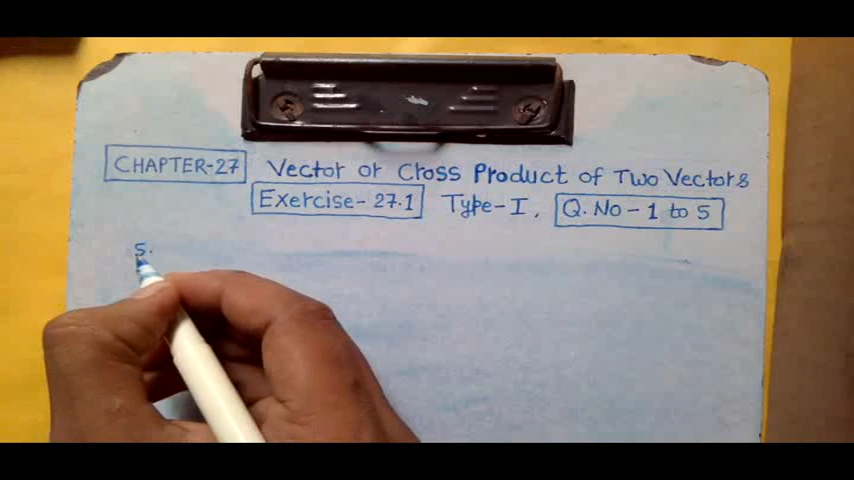 CHAPTER-27 Vector or Cross Product of Two Vectors
Exercise- 27.1 Type-I, Q. No - 1 to 5
5.